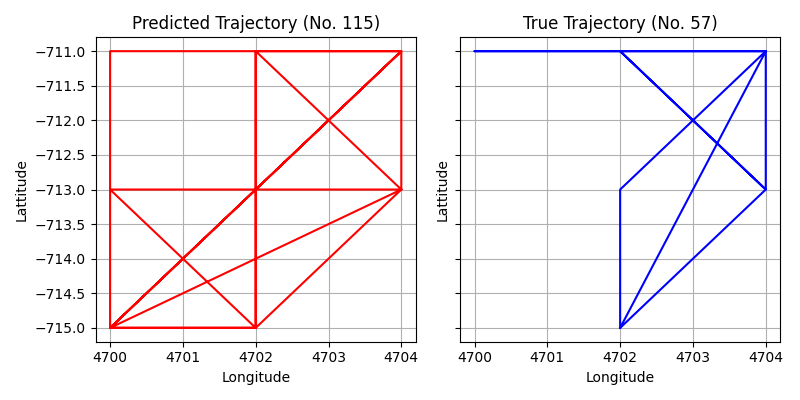 Predicted Trajectory (No. 115)
True Trajectory (No. 57)
Lattitude
−711.0
−711.5
−712.0
−712.5
−713.0
−713.5
−714.0
−714.5
−715.0
4700 4701 4702 4703 4704
Longitude
Lattitude
4700 4701 4702 4703 4704
Longitude